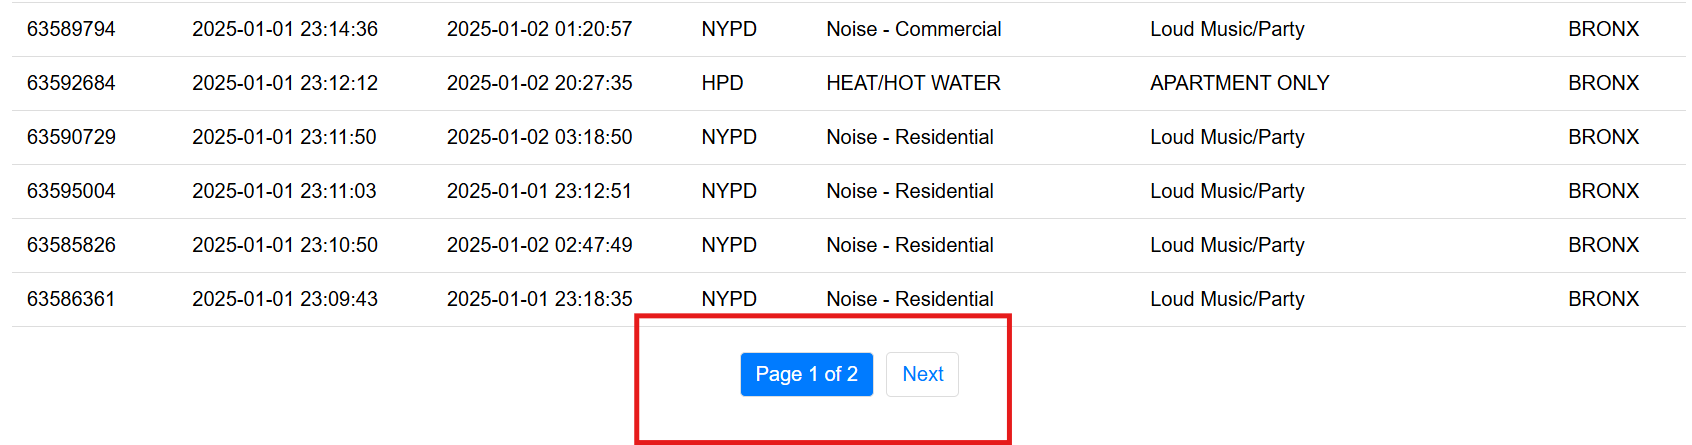 63589794 2025-01-01 23:14:36 2025-01-02 01:20:57 NYPD Noise - Commercial Loud Music/Party BRONX
63592684 2025-01-01 23:12:12 2025-01-02 20:27:35 HPD HEAT/HOT WATER APARTMENT ONLY BRONX
63590729 2025-01-01 23:11:50 2025-01-02 03:18:50 NYPD Noise - Residential Loud Music/Party BRONX
63595004 2025-01-01 23:11:03 2025-01-01 23:12:51 NYPD Noise - Residential Loud Music/Party BRONX
63585826 2025-01-01 23:10:50 2025-01-02 02:47:49 NYPD Noise - Residential Loud Music/Party BRONX
63586361 2025-01-01 23:09:43 2025-01-01 23:18:35 NYPD Noise - Residential Loud Music/Party BRONX
Page 1 of 2 Next